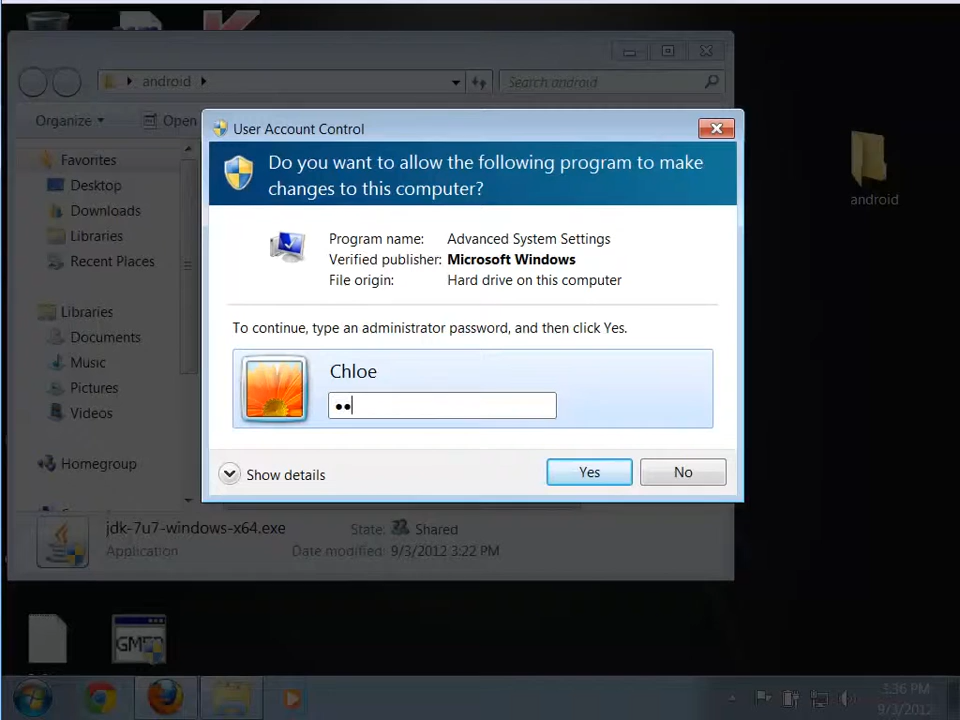 android
Search android
Organize
Open
Favorites
Desktop
Downloads
Libraries
Recent Places
Libraries
Documents
Music
Pictures
Videos
Homegroup
User Account Control
Do you want to allow the following program to make
changes to this computer?
Program name: Advanced System Settings
Verified publisher: Microsoft Windows
File origin: Hard drive on this computer
To continue, type an administrator password, and then click Yes.
Chloe
Show details
Yes
No
android
jdk-7u7-windows-x64.exe
State: Shared
Application
Date modified: 9/3/2012 3:22 PM
3:36 PM
9/3/2012